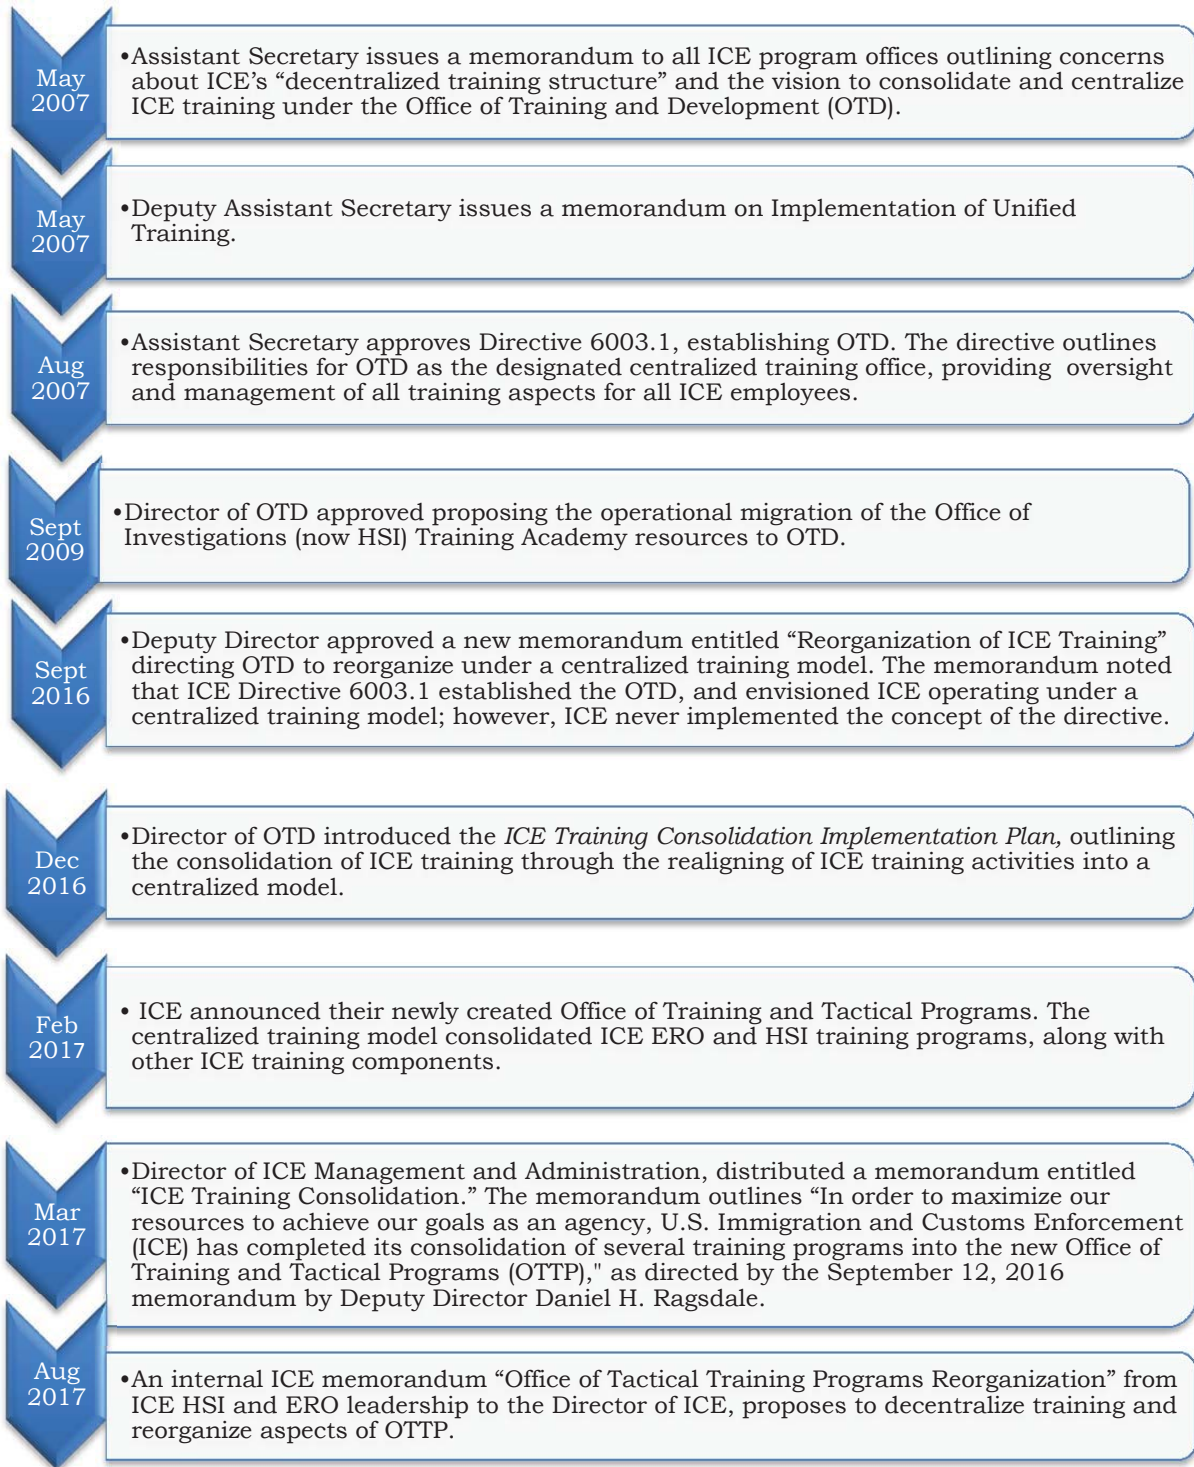 May
2007
•Assistant Secretary issues a memorandum to all ICE program offices outlining concerns
about ICE's “decentralized training structure” and the vision to consolidate and centralize
ICE training under the Office of Training and Development (OTD).
May
2007
•Deputy Assistant Secretary issues a memorandum on Implementation of Unified
Training.
Aug
2007
•Assistant Secretary approves Directive 6003.1, establishing OTD. The directive outlines
responsibilities for OTD as the designated centralized training office, providing  oversight
and management of all training aspects for all ICE employees.
Sept
2009
•Director of OTD approved proposing the operational migration of the Office of
Investigations (now HSI) Training Academy resources to OTD.
Sept
2016
•Deputy Director approved a new memorandum entitled “Reorganization of ICE Training”
directing OTD to reorganize under a centralized training model. The memorandum noted
that ICE Directive 6003.1 established the OTD, and envisioned ICE operating under a
centralized training model; however, ICE never implemented the concept of the directive.
Dec
2016
•Director of OTD introduced the ICE Training Consolidation Implementation Plan, outlining
the consolidation of ICE training through the realigning of ICE training activities into a
centralized model.
Feb
2017
• ICE announced their newly created Office of Training and Tactical Programs. The
centralized training model consolidated ICE ERO and HSI training programs, along with
other ICE training components.
Mar
2017
•Director of ICE Management and Administration, distributed a memorandum entitled
“ICE Training Consolidation.” The memorandum outlines “In order to maximize our
resources to achieve our goals as an agency, U.S. Immigration and Customs Enforcement
(ICE) has completed its consolidation of several training programs into the new Office of
Training and Tactical Programs (OTTP)," as directed by the September 12, 2016
memorandum by Deputy Director Daniel H. Ragsdale.
Aug
2017
•An internal ICE memorandum “Office of Tactical Training Programs Reorganization” from
ICE HSI and ERO leadership to the Director of ICE, proposes to decentralize training and
reorganize aspects of OTTP.